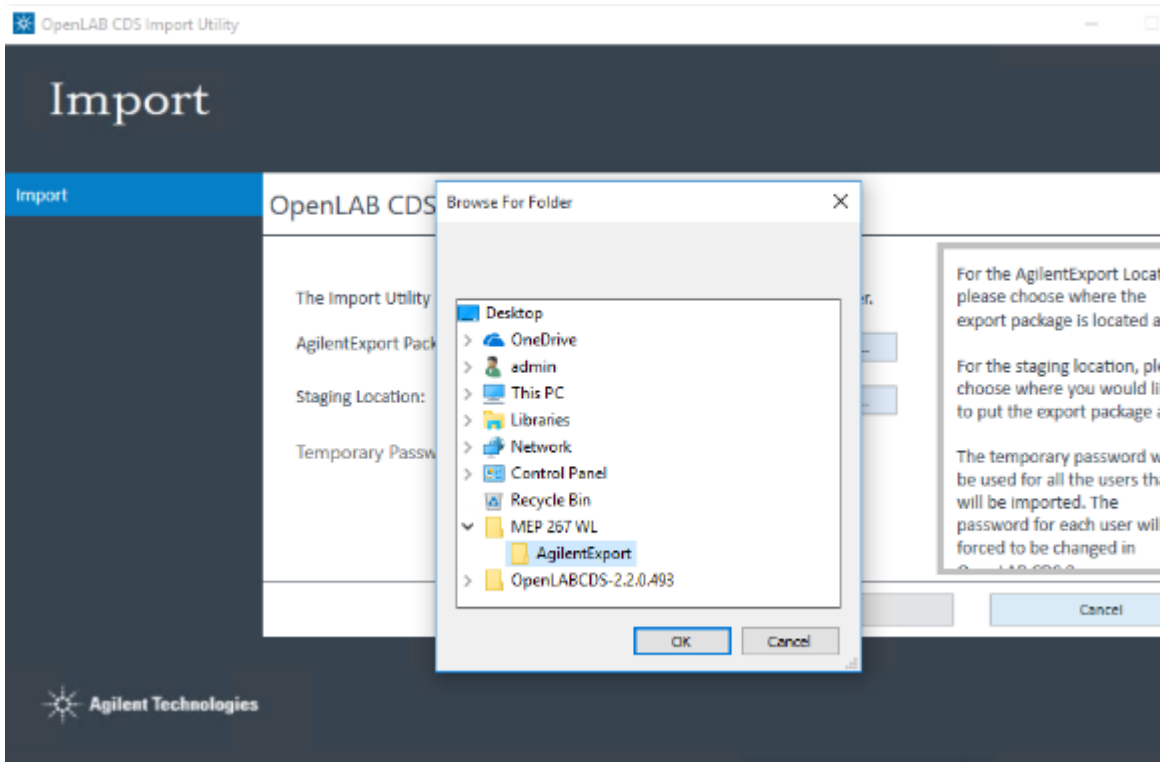 OpenLAB CDS Import Utility
Import
Import
OpenLAB CDS
Browse For Folder
The Import Utility
r.
AgilentExport Pack
...
Staging Location:
...
Temporary Passw
Desktop
OneDrive
admin
This PC
Libraries
Network
Control Panel
Recycle Bin
MEP 267 WL
AgilentExport
OpenLABCDS-2.2.0.493
OK
Cancel
For the AgilentExport Locat
please choose where the
export package is located a
For the staging location, ple
choose where you would li
to put the export package a
The temporary password w
be used for all the users tha
will be imported. The
password for each user will
forced to be changed in
Cancel
Agilent Technologies